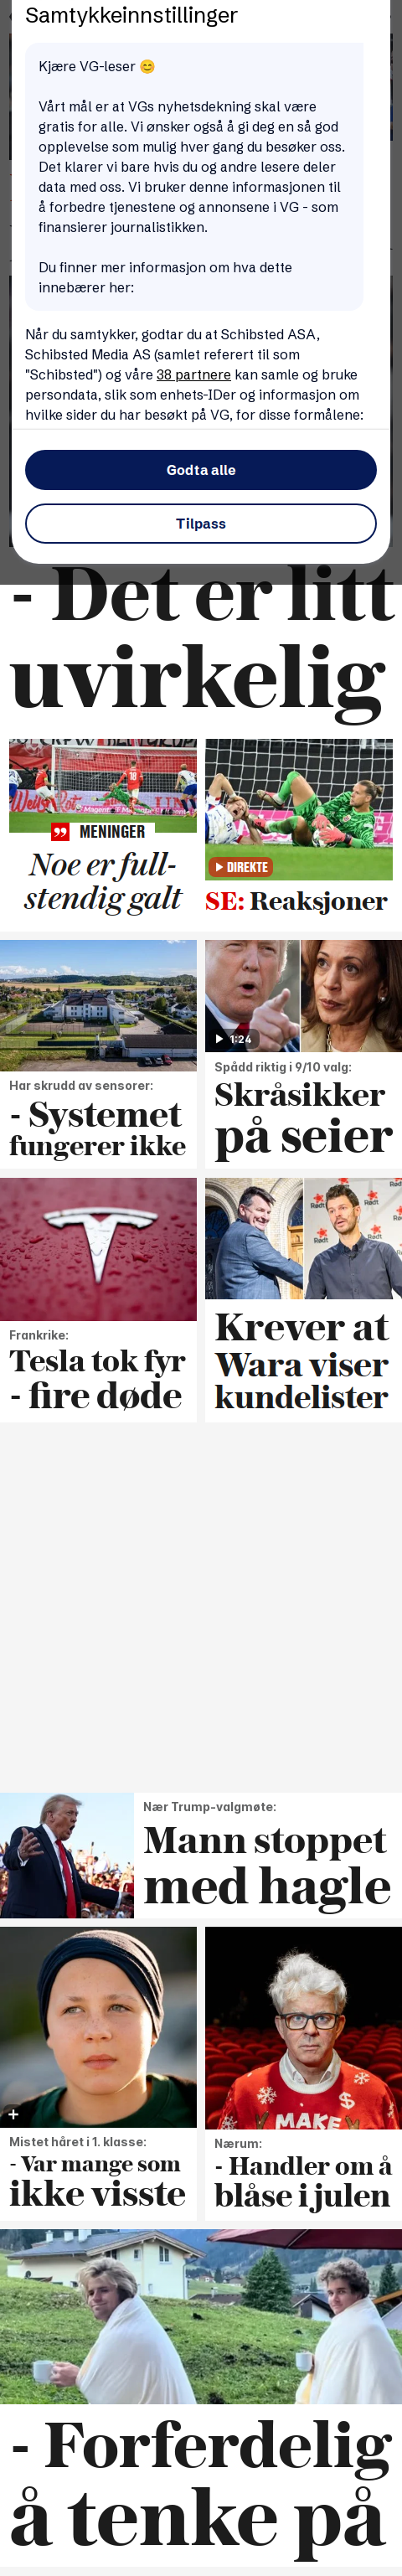 Samtykkeinnstillinger
Kjære VG-leser 😊
Vårt mål er at VGs nyhetsdekning skal være
gratis for alle. Vi ønsker også å gi deg en så god
opplevelse som mulig hver gang du besøker oss.
Det klarer vi bare hvis du og andre lesere deler
data med oss. Vi bruker denne informasjonen til
å forbedre tjenestene og annonsene i VG - som
finansierer journalistikken.
Du finner mer informasjon om hva dette
innebærer her:
Når du samtykker, godtar du at Schibsted ASA,
Schibsted Media AS (samlet referert til som
"Schibsted") og våre 38 partnere kan samle og bruke
persondata, slik som enhets-IDer og informasjon om
hvilke sider du har besøkt på VG, for disse formålene:
Godta alle
Tilpass
- Det er litt
uvirkelig
MENINGER
Noe er full-
stendig galt
DIREKTE
SE: Reaksjoner
Har skrudd av sensorer:
- Systemet
fungerer ikke
1:24
Spådd riktig i 9/10 valg:
Skråsikker
på seier
Frankrike:
Tesla tok fyr
- fire døde
Rødt
Rødt
Rødt
Krever at
Wara viser
kundelister
Nær Trump-valgmøte:
Mann stoppet
med hagle
Mistet håret i 1. klasse:
- Var mange som
ikke visste
MAKE
Nærum:
- Handler om å
blåse i julen
- Forferdelig
å tenke på